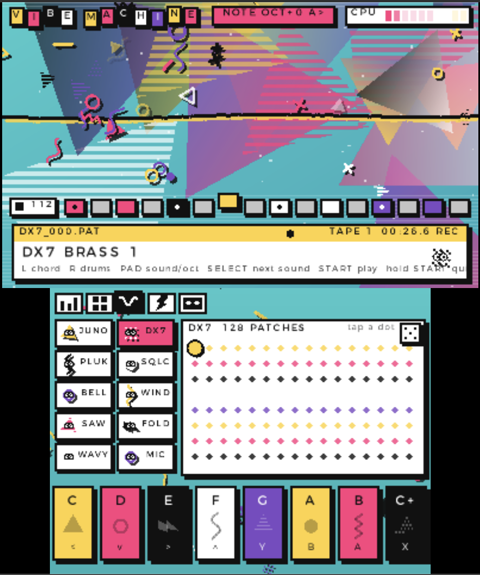 VIBE MACHINE
NOTE OCT+0 A>
CPU
112
DX7_000.PAT
TAPE 1 00:26.6 REC
DX7 BRASS 1
L chord R drums PAD sound/oct SELECT next sound START play hold START qu
JUNO
DX7
DX7 128 PATCHES
tap a dot
PLUK
SQLC
BELL
WIND
SAW
FOLD
WAVY
MIC
C
D
E
F
G
A
B
C+
<
v
>
^
Y
B
A
X